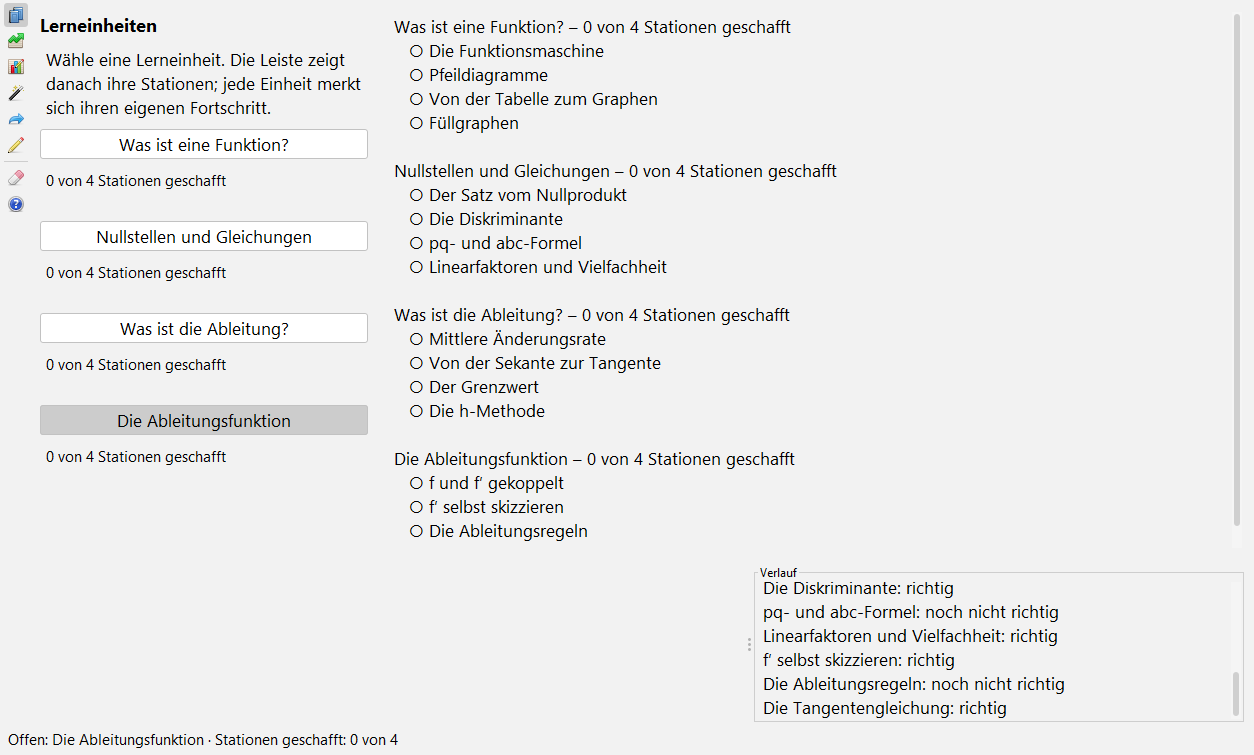 Lerneinheiten
Wähle eine Lerneinheit. Die Leiste zeigt
danach ihre Stationen; jede Einheit merkt
sich ihren eigenen Fortschritt.
Was ist eine Funktion?
0 von 4 Stationen geschafft
Nullstellen und Gleichungen
0 von 4 Stationen geschafft
Was ist die Ableitung?
0 von 4 Stationen geschafft
Die Ableitungsfunktion
0 von 4 Stationen geschafft
Was ist eine Funktion? – 0 von 4 Stationen geschafft
○ Die Funktionsmaschine
○ Pfeildiagramme
○ Von der Tabelle zum Graphen
○ Füllgraphen
Nullstellen und Gleichungen – 0 von 4 Stationen geschafft
○ Der Satz vom Nullprodukt
○ Die Diskriminante
○ pq- und abc-Formel
○ Linearfaktoren und Vielfachheit
Was ist die Ableitung? – 0 von 4 Stationen geschafft
○ Mittlere Änderungsrate
○ Von der Sekante zur Tangente
○ Der Grenzwert
○ Die h-Methode
Die Ableitungsfunktion – 0 von 4 Stationen geschafft
○ f und f′ gekoppelt
○ f′ selbst skizzieren
○ Die Ableitungsregeln
Verlauf
Die Diskriminante: richtig
pq- und abc-Formel: noch nicht richtig
Linearfaktoren und Vielfachheit: richtig
f′ selbst skizzieren: richtig
Die Ableitungsregeln: noch nicht richtig
Die Tangentengleichung: richtig
Offen: Die Ableitungsfunktion · Stationen geschafft: 0 von 4